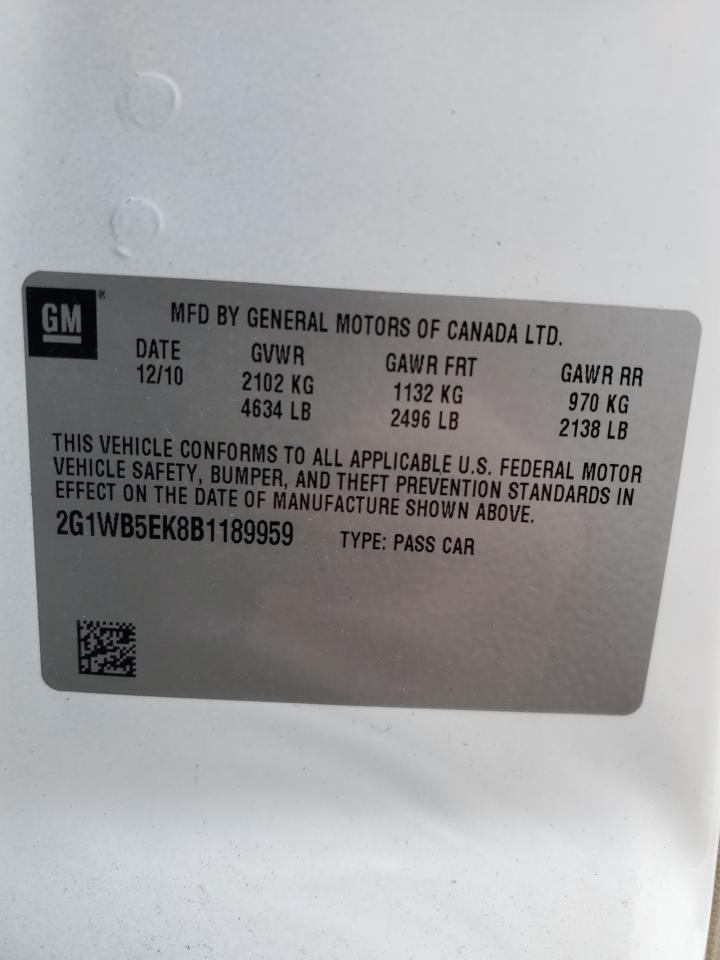 GM®
MFD BY GENERAL MOTORS OF CANADA LTD.
DATE GVWR GAWR FRT GAWR RR
12/10 2102 KG 1132 KG 970 KG
4634 LB 2496 LB 2138 LB
THIS VEHICLE CONFORMS TO ALL APPLICABLE U.S. FEDERAL MOTOR
VEHICLE SAFETY, BUMPER, AND THEFT PREVENTION STANDARDS IN
EFFECT ON THE DATE OF MANUFACTURE SHOWN ABOVE.
2G1WB5EK8B1189959 TYPE: PASS CAR